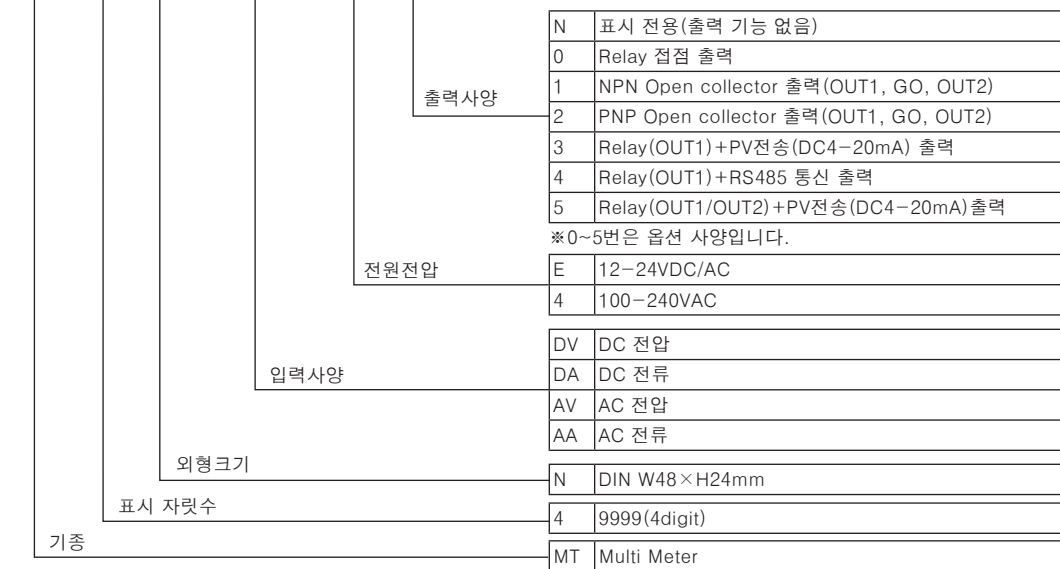 N 표시 전용(출력 기능 없음)
0 Relay 접점 출력
1 NPN Open collector 출력(OUT1, GO, OUT2)
출력사양
2 PNP Open collector 출력(OUT1, GO, OUT2)
3 Relay(OUT1)+PV전송(DC4-20mA) 출력
4 Relay(OUT1)+RS485 통신 출력
5 Relay(OUT1/OUT2)+PV전송(DC4-20mA)출력
※0~5번은 옵션 사양입니다.
전원전압 E 12-24VDC/AC
4 100-240VAC
DV DC 전압
입력사양 DA DC 전류
AV AC 전압
AA AC 전류
외형크기
N DIN W48×H24mm
표시 자릿수
4 9999(4digit)
기종
MT Multi Meter